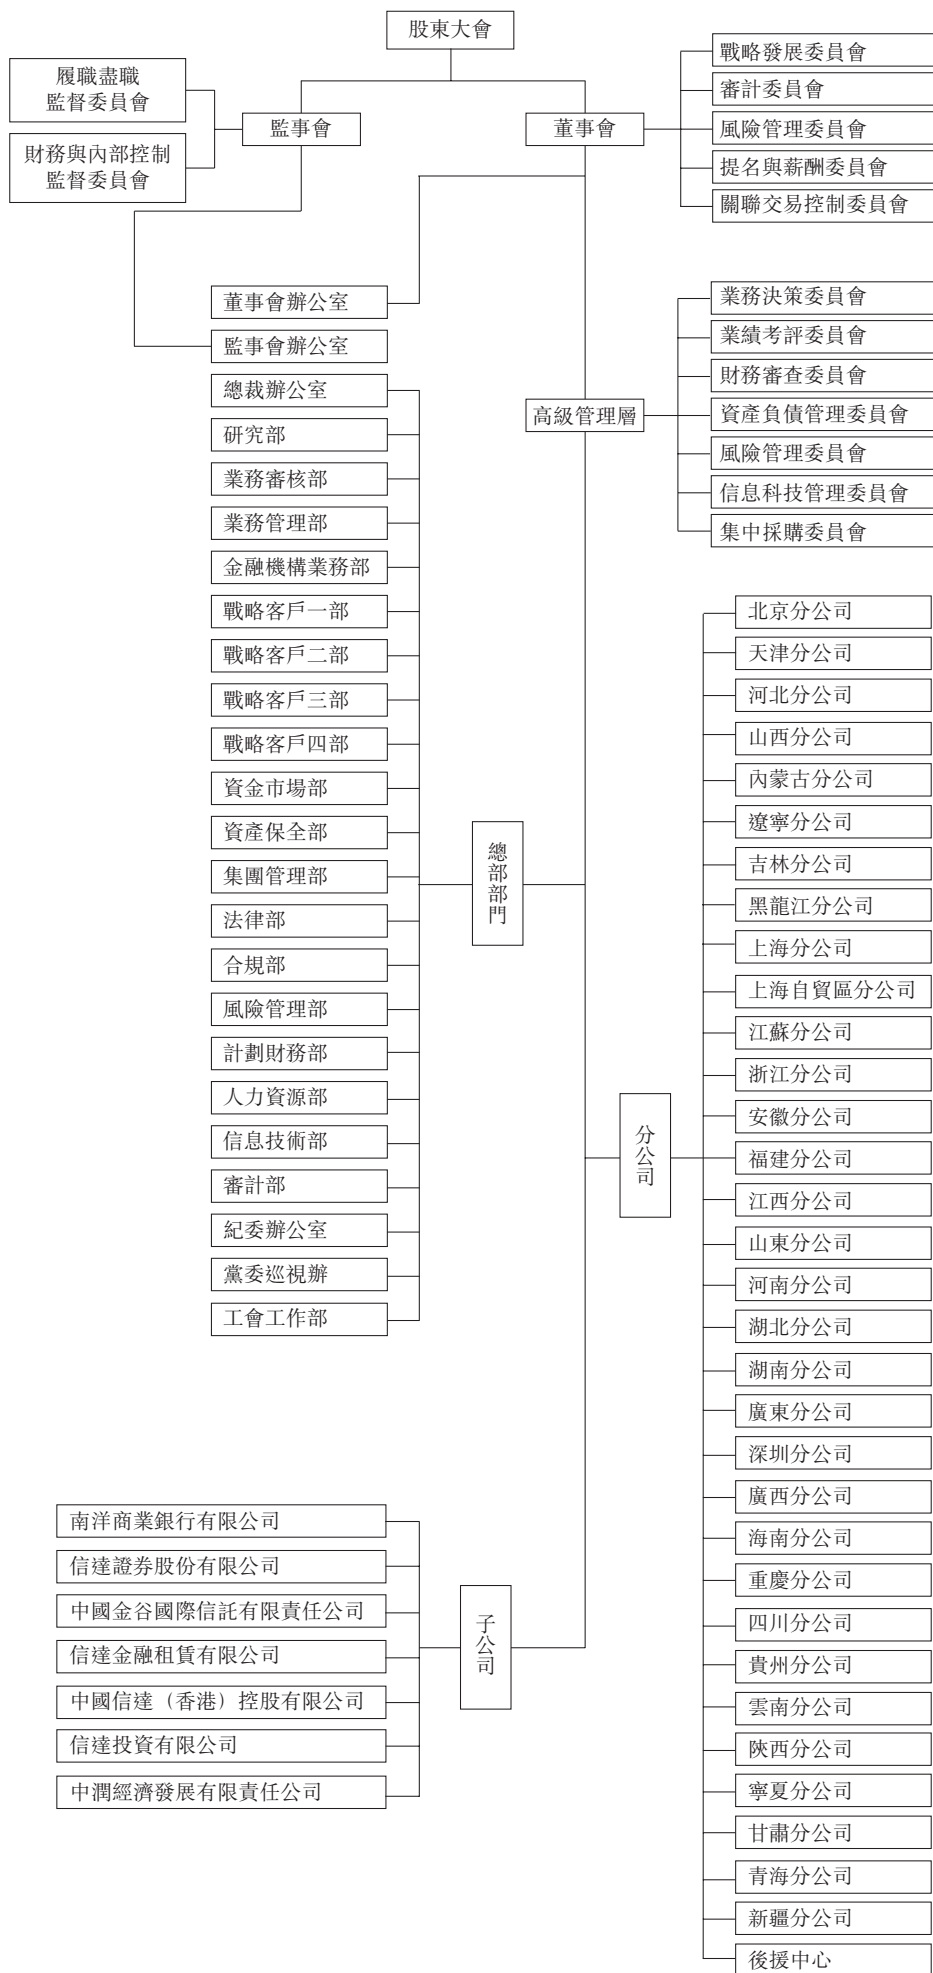 股東大會
履職盡職
監督委員會
財務與內部控制
監督委員會
監事會
董事會
戰略發展委員會
審計委員會
風險管理委員會
提名與薪酬委員會
關聯交易控制委員會
董事會辦公室
監事會辦公室
總裁辦公室
研究部
業務審核部
業務管理部
金融機構業務部
戰略客戶一部
戰略客戶二部
戰略客戶三部
戰略客戶四部
資金市場部
資產保全部
集團管理部
法律部
合規部
風險管理部
計劃財務部
人力資源部
信息技術部
審計部
紀委辦公室
黨委巡視辦
工會工作部
高級管理層
業務決策委員會
業績考評委員會
財務審查委員會
資產負債管理委員會
風險管理委員會
信息科技管理委員會
集中採購委員會
總部部門
分公司
北京分公司
天津分公司
河北分公司
山西分公司
內蒙古分公司
遼寧分公司
吉林分公司
黑龍江分公司
上海分公司
上海自貿區分公司
江蘇分公司
浙江分公司
安徽分公司
福建分公司
江西分公司
山東分公司
河南分公司
湖北分公司
湖南分公司
廣東分公司
深圳分公司
廣西分公司
海南分公司
重慶分公司
四川分公司
貴州分公司
雲南分公司
陝西分公司
寧夏分公司
甘肅分公司
青海分公司
新疆分公司
後援中心
子公司
南洋商業銀行有限公司
信達證券股份有限公司
中國金谷國際信託有限責任公司
信達金融租賃有限公司
中國信達（香港）控股有限公司
信達投資有限公司
中潤經濟發展有限責任公司